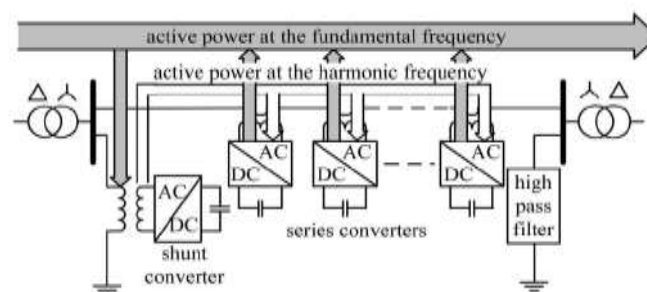 active power at the fundamental frequency
active power at the harmonic frequency
AC
DC
AC
DC
AC
DC
AC
DC
high
pass
filter
shunt
converter
series converters